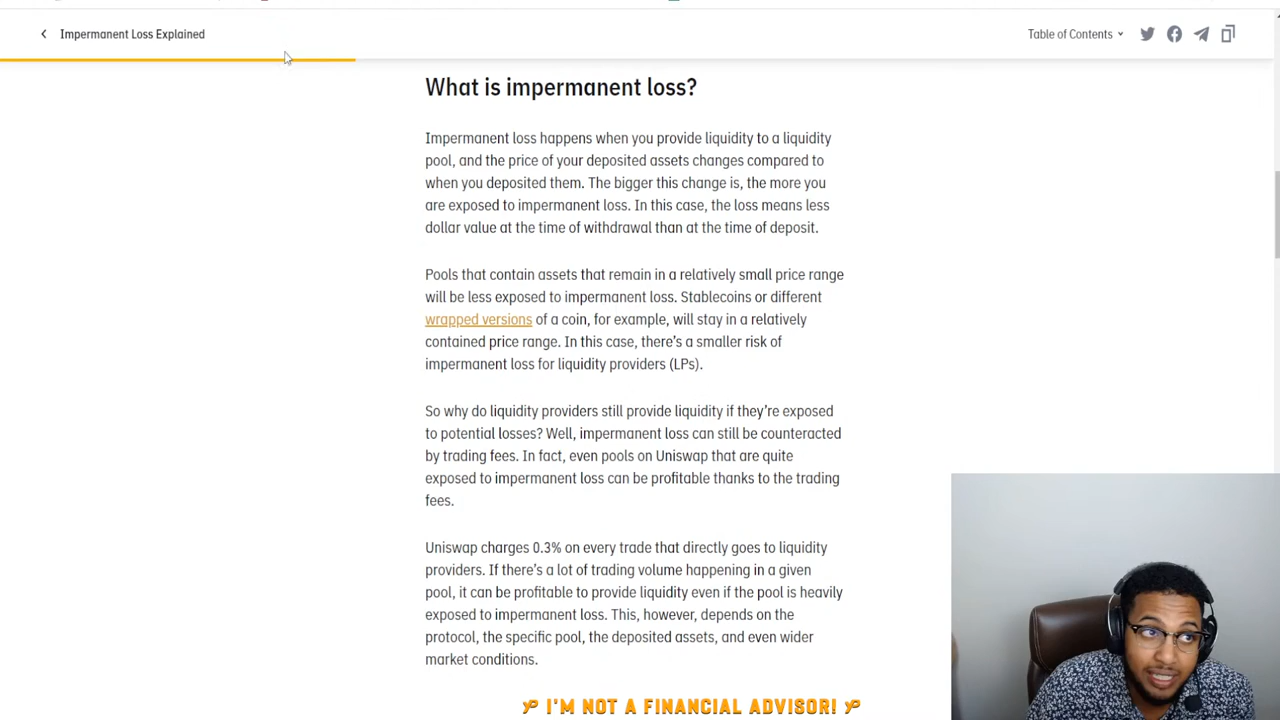 Impermanent Loss Explained
Table of Contents
What is impermanent loss?
Impermanent loss happens when you provide liquidity to a liquidity
pool, and the price of your deposited assets changes compared to
when you deposited them. The bigger this change is, the more you
are exposed to impermanent loss. In this case, the loss means less
dollar value at the time of withdrawal than at the time of deposit.
Pools that contain assets that remain in a relatively small price range
will be less exposed to impermanent loss. Stablecoins or different
wrapped versions of a coin, for example, will stay in a relatively
contained price range. In this case, there's a smaller risk of
impermanent loss for liquidity providers (LPs).
So why do liquidity providers still provide liquidity if they're exposed
to potential losses? Well, impermanent loss can still be counteracted
by trading fees. In fact, even pools on Uniswap that are quite
exposed to impermanent loss can be profitable thanks to the trading
fees.
Uniswap charges 0.3% on every trade that directly goes to liquidity
providers. If there's a lot of trading volume happening in a given
pool, it can be profitable to provide liquidity even if the pool is heavily
exposed to impermanent loss. This, however, depends on the
protocol, the specific pool, the deposited assets, and even wider
market conditions.
I'M NOT A FINANCIAL ADVISOR!